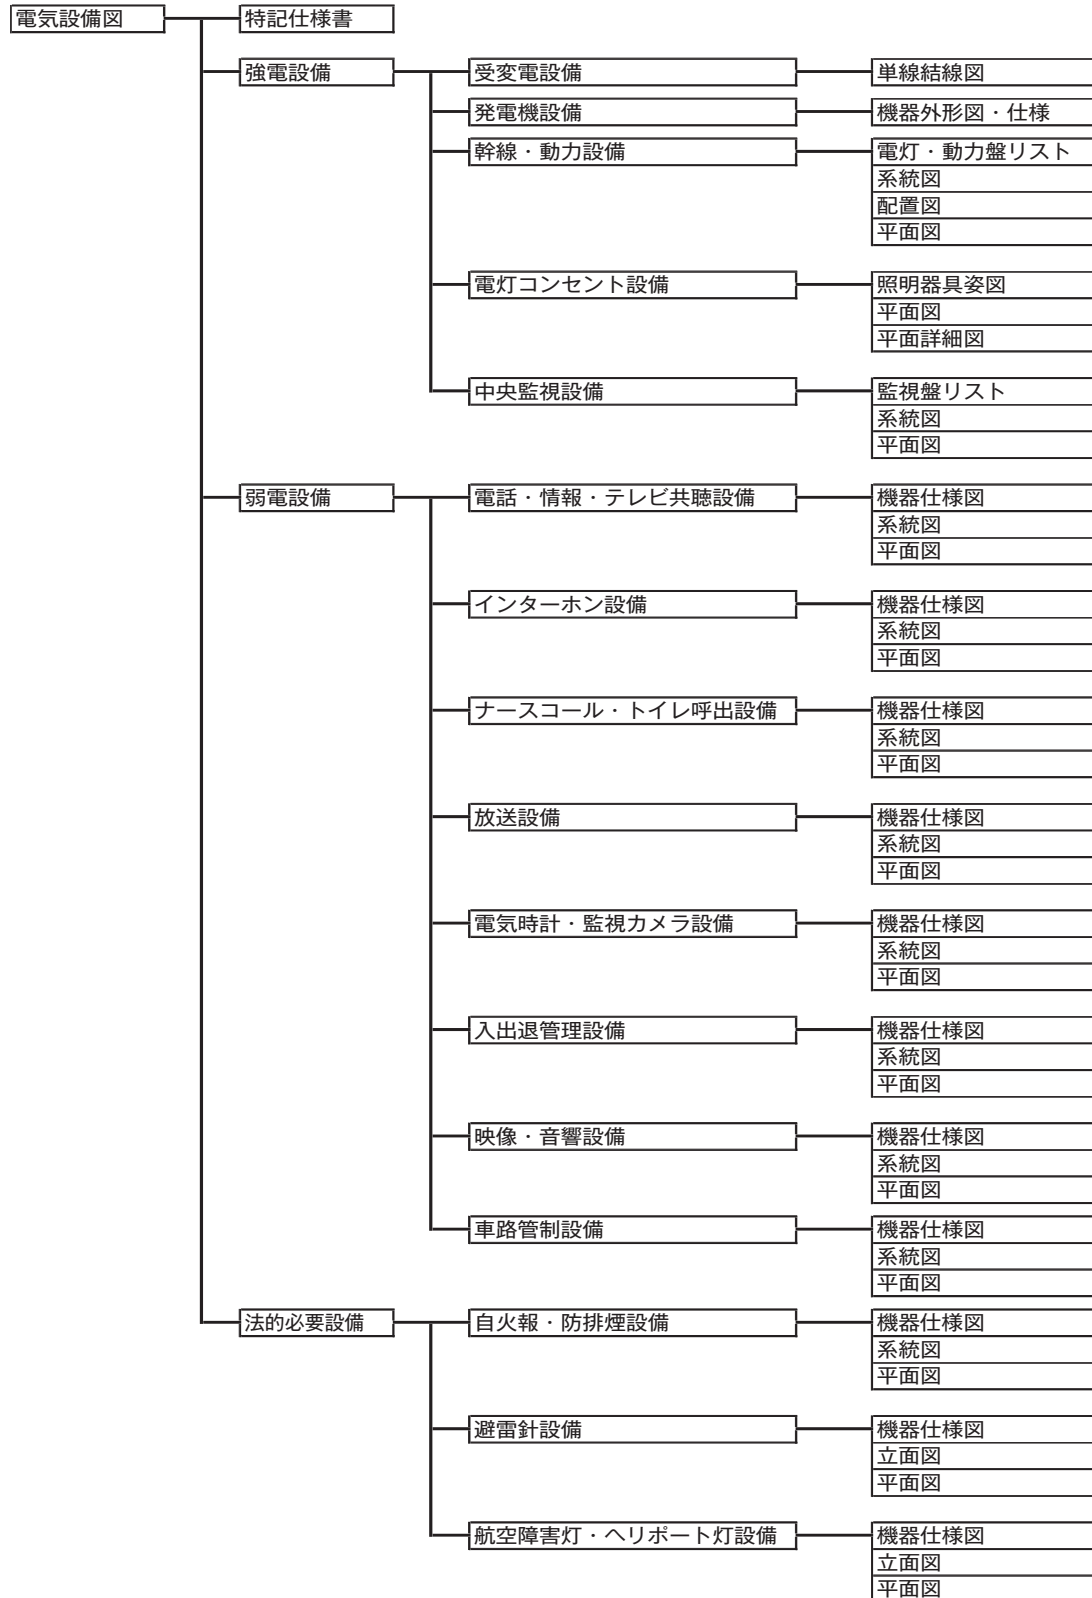 電気設備図
特記仕様書
強電設備
受変電設備
単線結線図
発電機設備
機器外形図・仕様
幹線・動力設備
電灯・動力盤リスト
系統図
配置図
平面図
電灯コンセント設備
照明器具姿図
平面図
平面詳細図
中央監視設備
監視盤リスト
系統図
平面図
弱電設備
電話・情報・テレビ共聴設備
機器仕様図
系統図
平面図
インターホン設備
機器仕様図
系統図
平面図
ナースコール・トイレ呼出設備
機器仕様図
系統図
平面図
放送設備
機器仕様図
系統図
平面図
電気時計・監視カメラ設備
機器仕様図
系統図
平面図
入出退管理設備
機器仕様図
系統図
平面図
映像・音響設備
機器仕様図
系統図
平面図
車路管制設備
機器仕様図
系統図
平面図
法的必要設備
自火報・防排煙設備
機器仕様図
系統図
平面図
避雷針設備
機器仕様図
立面図
平面図
航空障害灯・ヘリポート灯設備
機器仕様図
立面図
平面図